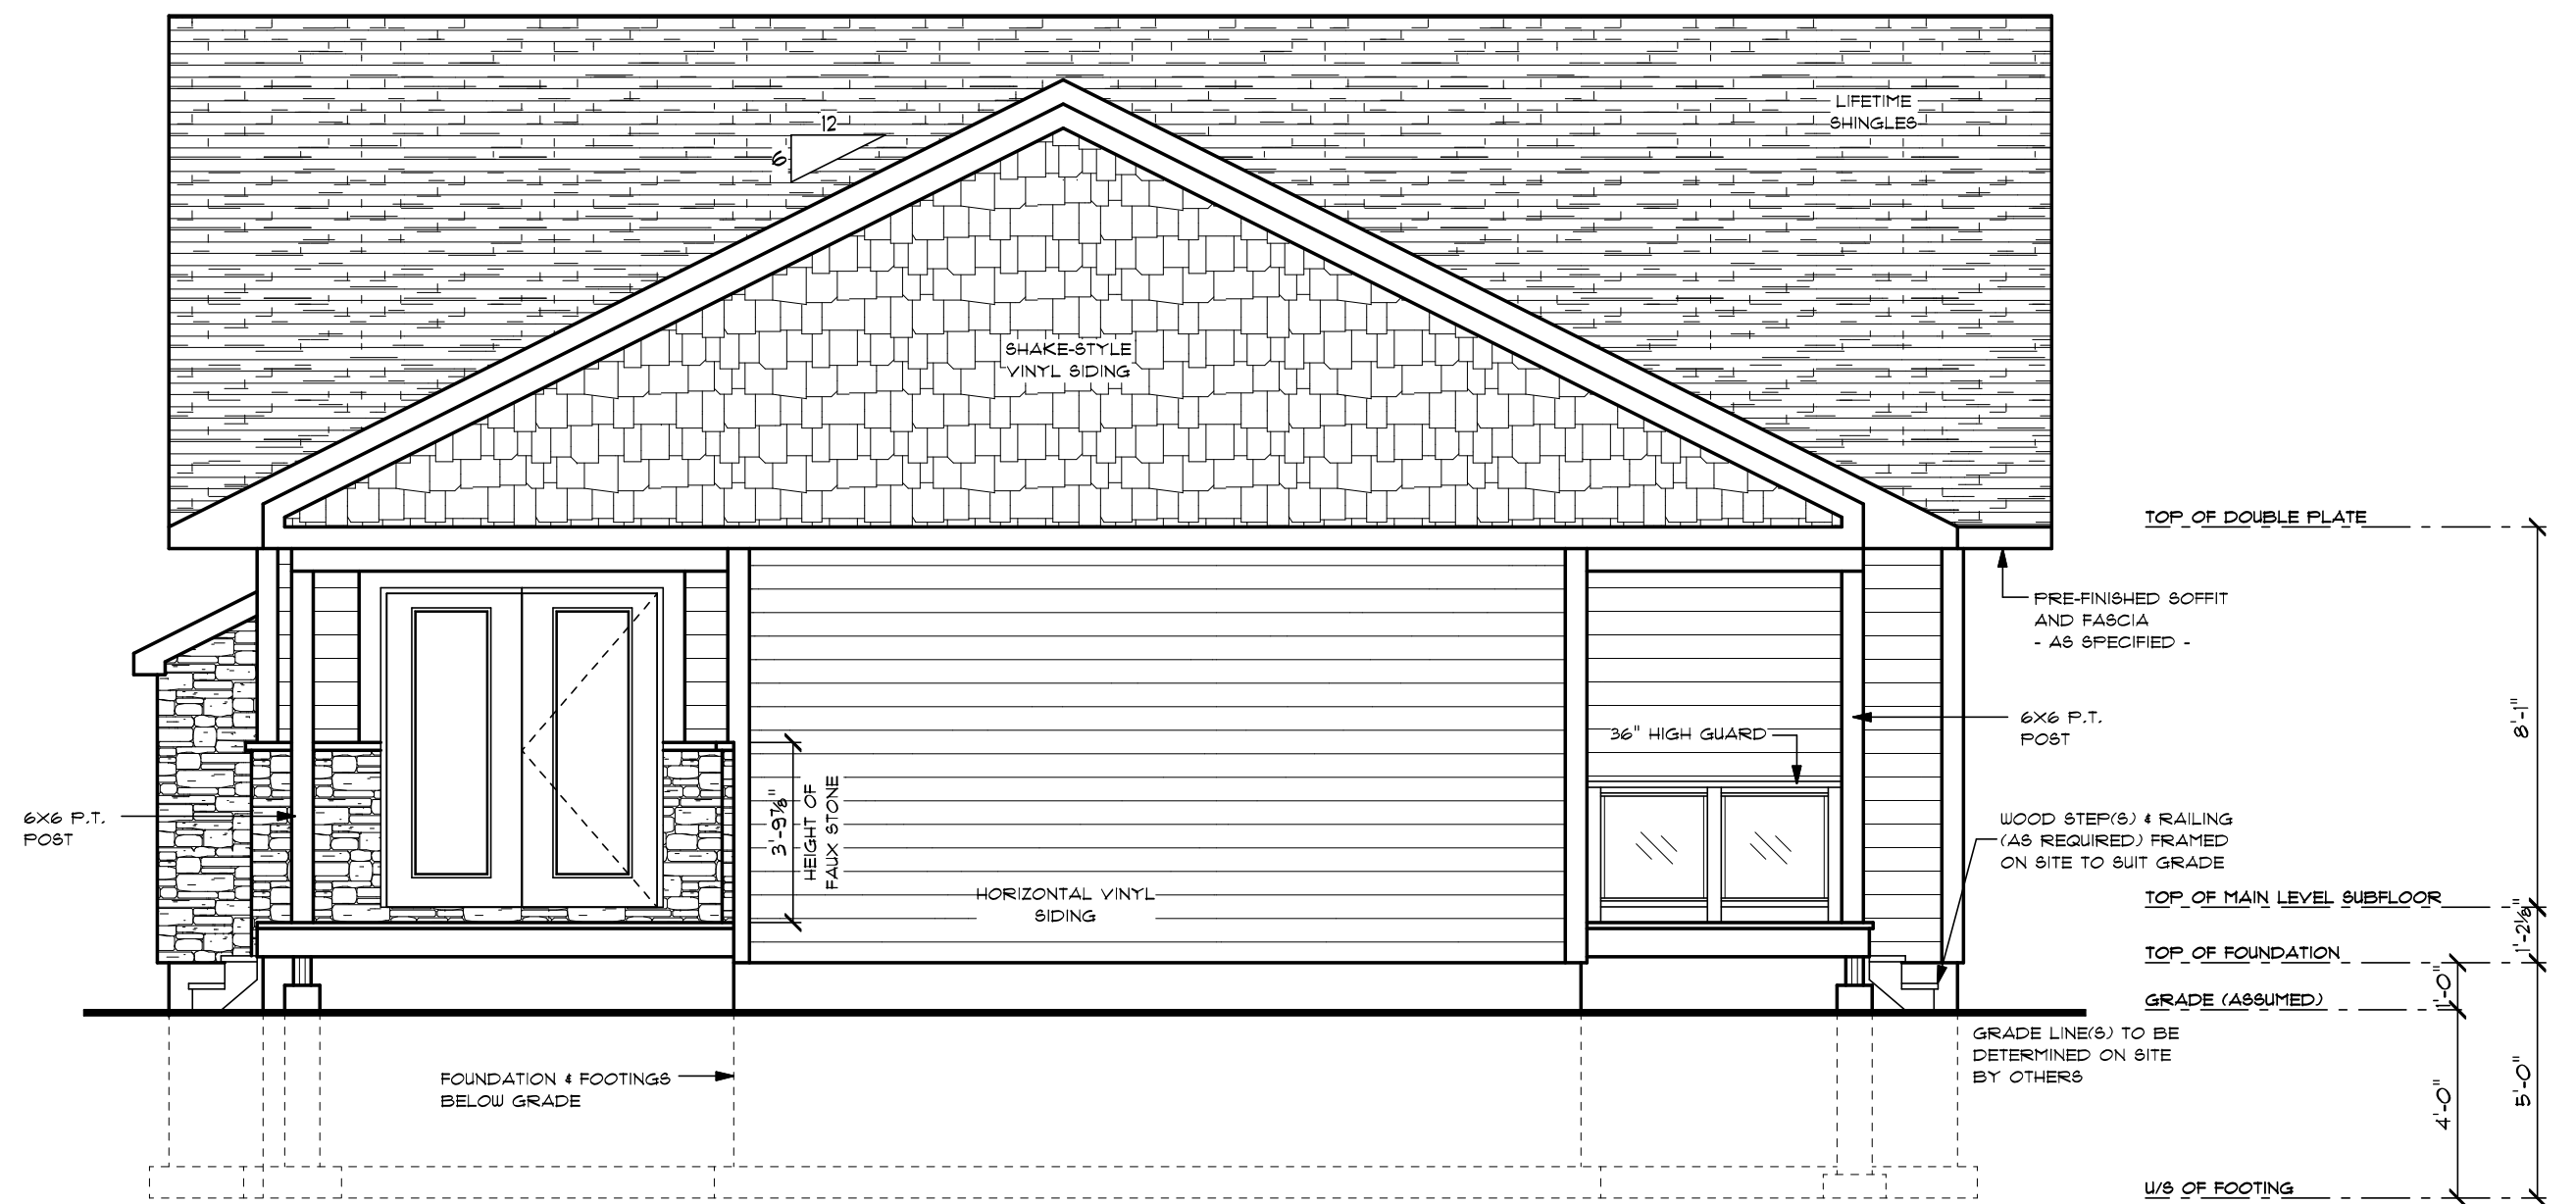 LIFETIME
SHINGLES
12
6
SHAKE-STYLE
VINYL SIDING
TOP OF DOUBLE PLATE
PRE-FINISHED SOFFIT
AND FASCIA
- AS SPECIFIED -
8'-1"
6X6 P.T.
POST
36" HIGH GUARD
6X6 P.T.
POST
3'-9⅞"
HEIGHT OF
FAUX STONE
WOOD STEP(S) & RAILING
(AS REQUIRED) FRAMED
ON SITE TO SUIT GRADE
HORIZONTAL VINYL
SIDING
TOP OF MAIN LEVEL SUBFLOOR
1'-2⅛"
TOP OF FOUNDATION
1'-0"
GRADE (ASSUMED)
GRADE LINE(S) TO BE
DETERMINED ON SITE
BY OTHERS
FOUNDATION & FOOTINGS
BELOW GRADE
4'-0"
5'-0"
U/S OF FOOTING